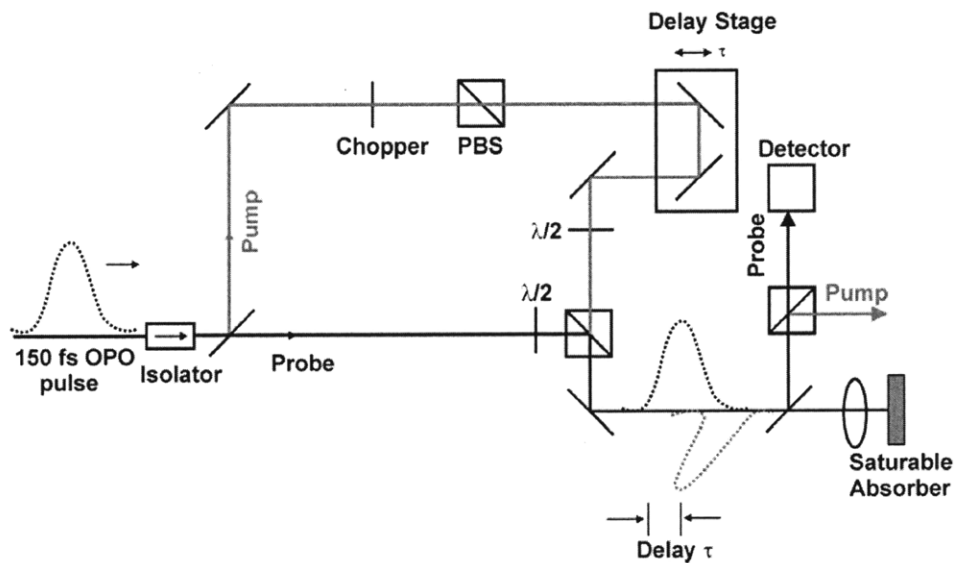 Delay Stage
τ
Chopper
PBS
Detector
Pump
λ/2
Probe
λ/2
Pump
150 fs OPO
pulse
Isolator
Probe
Saturable
Absorber
Delay τ